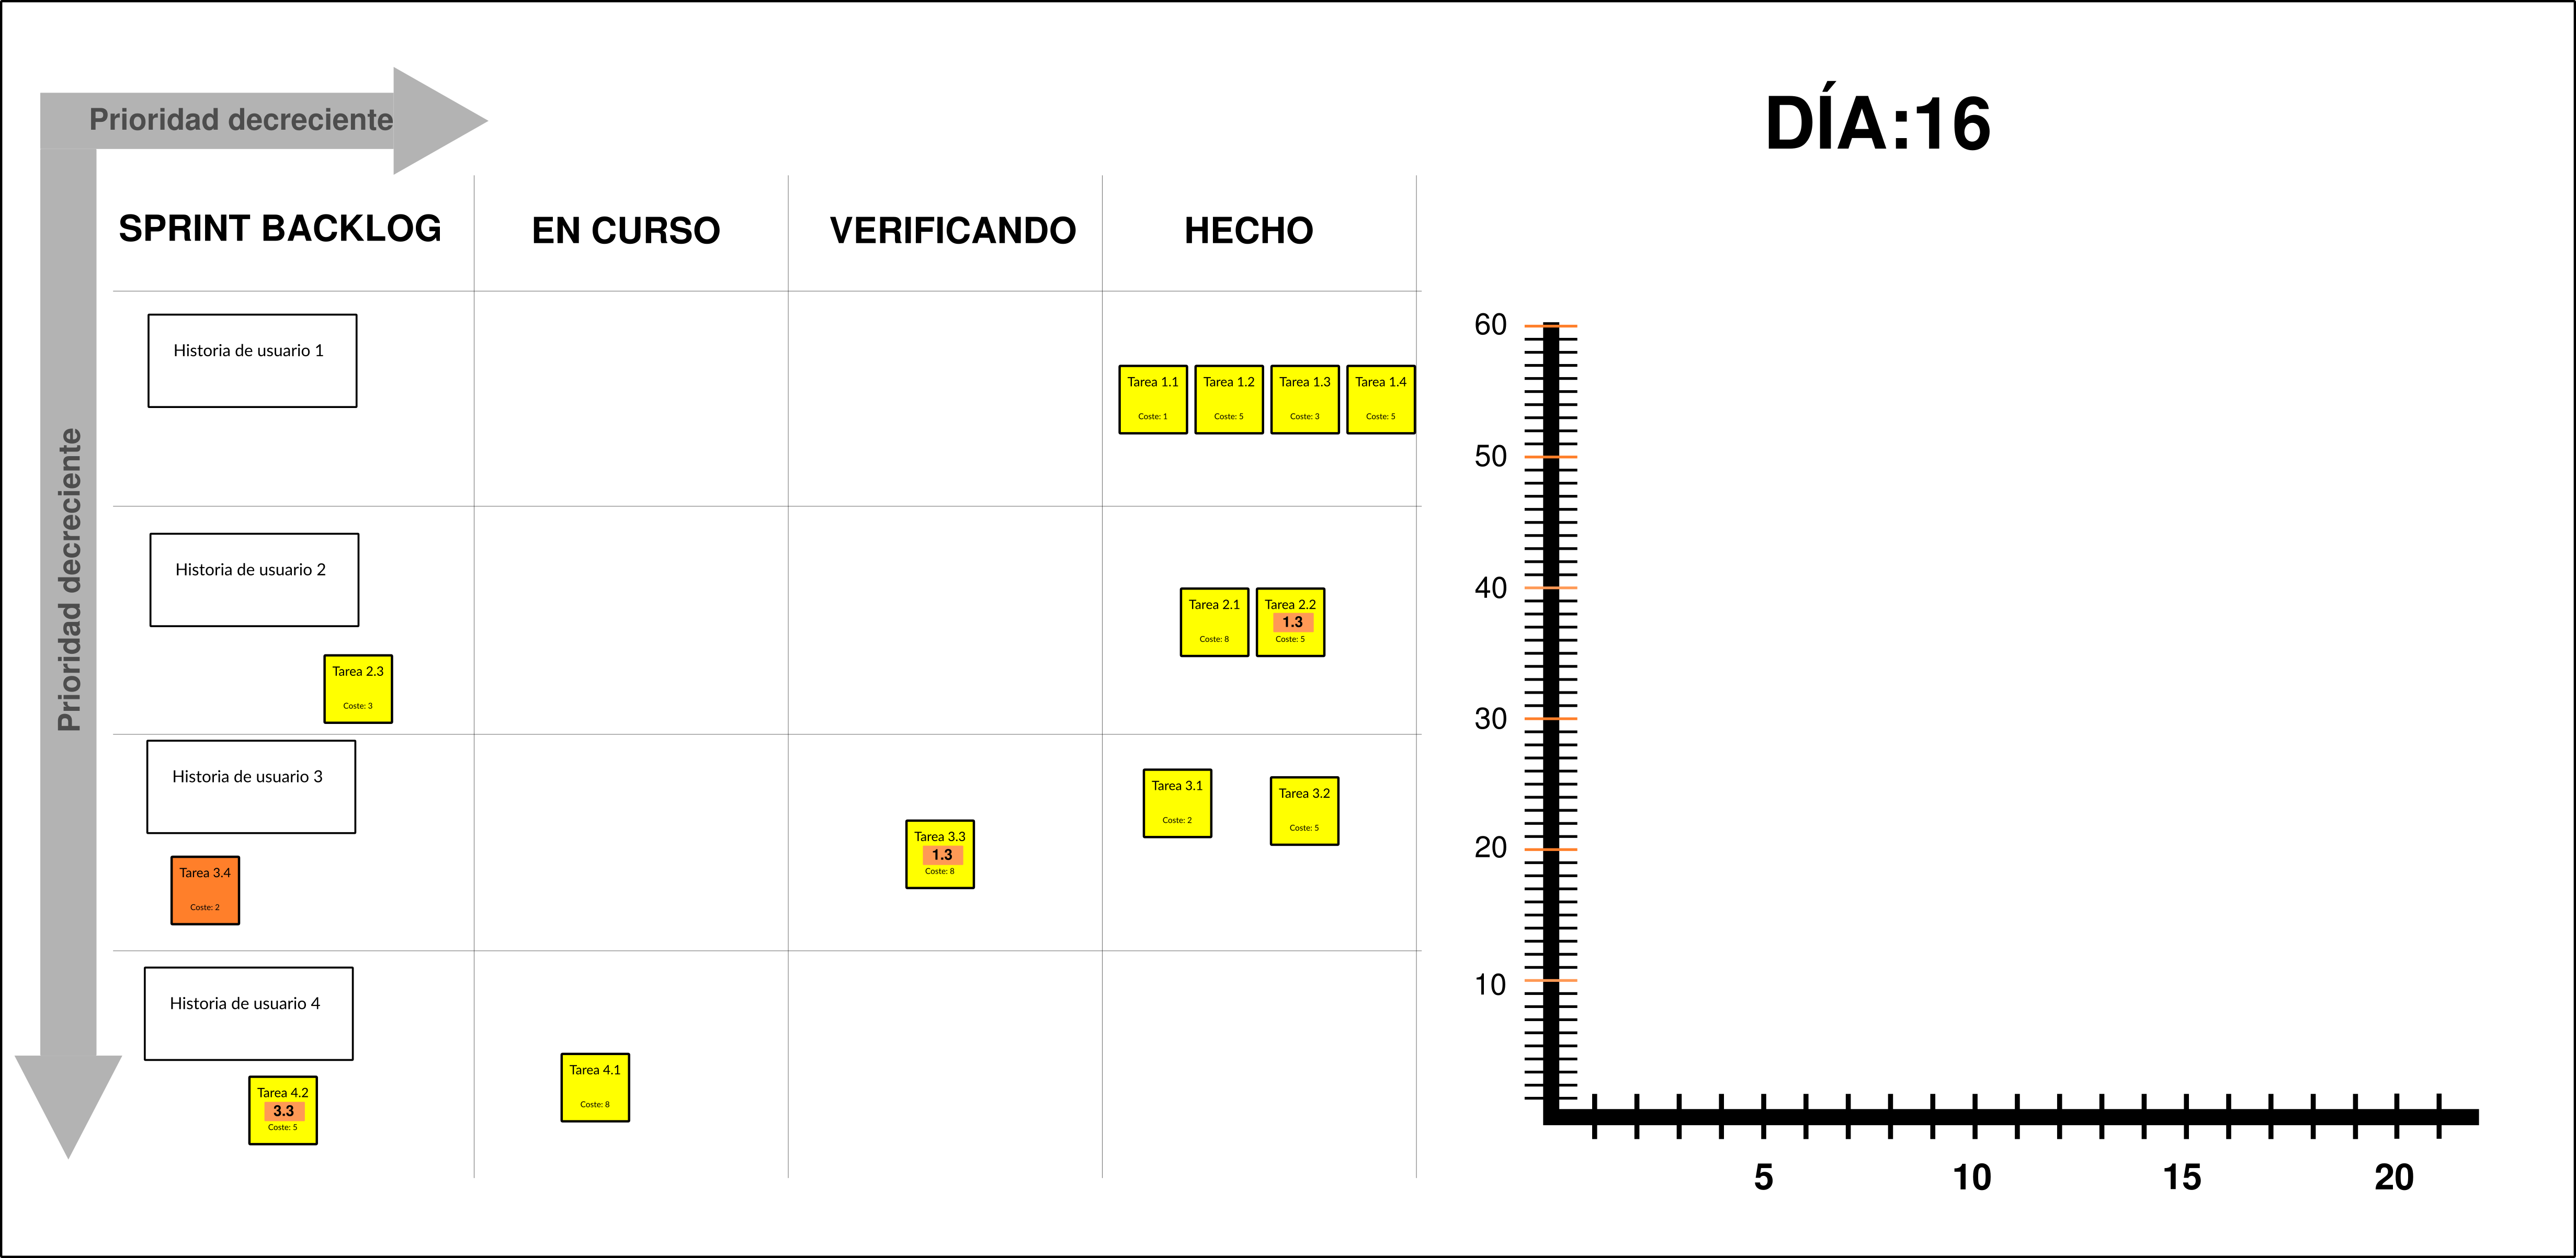 Prioridad decreciente
DÍA:16
Prioridad decreciente
SPRINT BACKLOG
EN CURSO
VERIFICANDO
HECHO
Historia de usuario 1
Tarea 1.1
Coste: 1
Tarea 1.2
Coste: 5
Tarea 1.3
Coste: 3
Tarea 1.4
Coste: 5
Historia de usuario 2
Tarea 2.3
Coste: 3
Tarea 2.1
Coste: 8
Tarea 2.2
1.3
Coste: 5
Historia de usuario 3
Tarea 3.4
Coste: 2
Tarea 3.3
1.3
Coste: 8
Tarea 3.1
Coste: 2
Tarea 3.2
Coste: 5
Historia de usuario 4
Tarea 4.2
3.3
Coste: 5
Tarea 4.1
Coste: 8
60
50
40
30
20
10
5 10 15 20